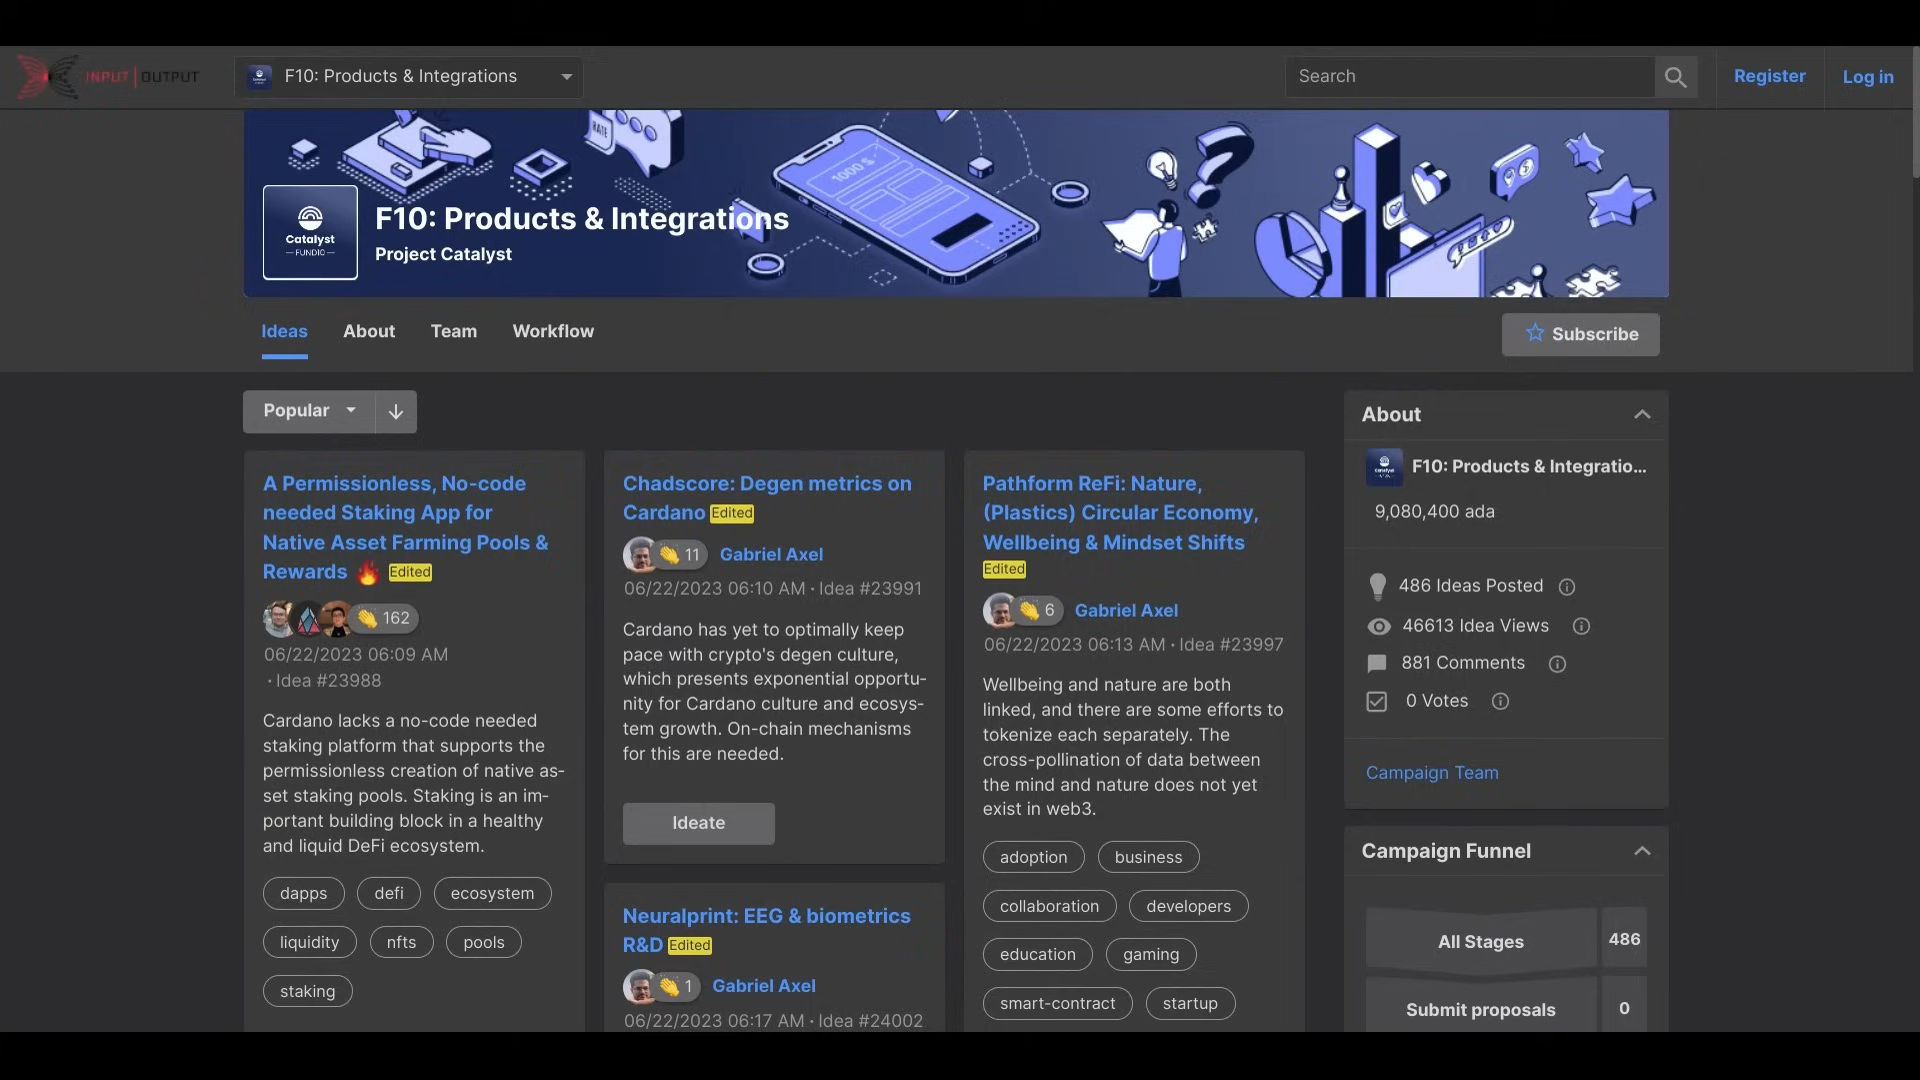 INPUT | OUTPUT
F10: Products & Integrations
Search
Register
Log in
RATE
1000 $
Catalyst
— FUND10 —
F10: Products & Integrations
Project Catalyst
Ideas
About
Team
Workflow
Subscribe
Popular
A Permissionless, No-code
needed Staking App for
Native Asset Farming Pools &
Rewards 🔥 Edited
👏 162
06/22/2023 06:09 AM
· Idea #23988
Cardano lacks a no-code needed
staking platform that supports the
permissionless creation of native as-
set staking pools. Staking is an im-
portant building block in a healthy
and liquid DeFi ecosystem.
dapps
defi
ecosystem
liquidity
nfts
pools
staking
Chadscore: Degen metrics on
Cardano Edited
👏 11 Gabriel Axel
06/22/2023 06:10 AM · Idea #23991
Cardano has yet to optimally keep
pace with crypto's degen culture,
which presents exponential opportu-
nity for Cardano culture and ecosys-
tem growth. On-chain mechanisms
for this are needed.
Ideate
Neuralprint: EEG & biometrics
R&D Edited
👏 1 Gabriel Axel
06/22/2023 06:17 AM · Idea #24002
Pathform ReFi: Nature,
(Plastics) Circular Economy,
Wellbeing & Mindset Shifts
Edited
👏 6 Gabriel Axel
06/22/2023 06:13 AM · Idea #23997
Wellbeing and nature are both
linked, and there are some efforts to
tokenize each separately. The
cross-pollination of data between
the mind and nature does not yet
exist in web3.
adoption
business
collaboration
developers
education
gaming
smart-contract
startup
About
F10: Products & Integratio...
9,080,400 ada
486 Ideas Posted
46613 Idea Views
881 Comments
0 Votes
Campaign Team
Campaign Funnel
All Stages
486
Submit proposals
0